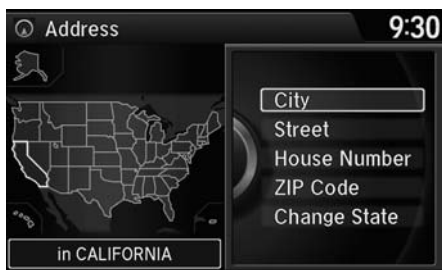 Address
9:30
City
Street
House Number
ZIP Code
Change State
in CALIFORNIA